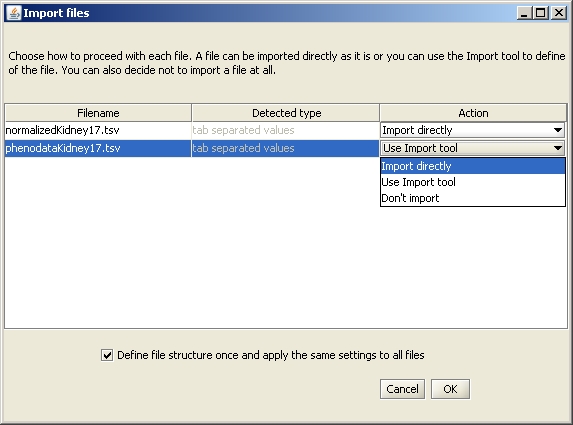 Import files
Choose how to proceed with each file. A file can be imported directly as it is or you can use the Import tool to define
of the file. You can also decide not to import a file at all.
Filename Detected type Action
normalizedKidney17.tsv tab separated values Import directly
phenodataKidney17.tsv tab separated values Use Import tool
Import directly
Use Import tool
Don't import
Define file structure once and apply the same settings to all files
Cancel OK